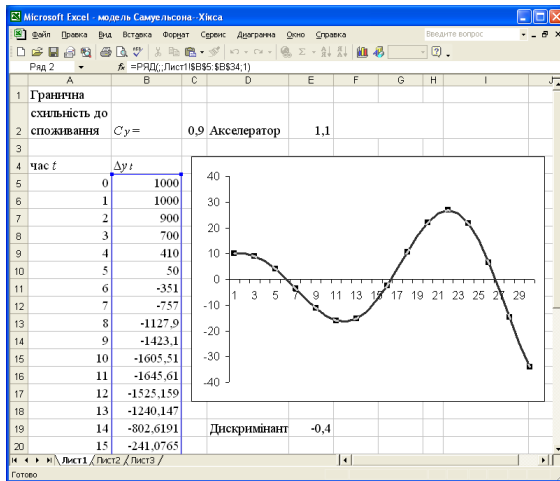 Microsoft Excel - модель Самуельсона--Хікса
Файл Правка Вид Вставка Формат Сервис Диаграмма Окно Справка Введите вопрос
Ряд 2 fx =РЯД(;;Лист1!$B$5:$B$34;1)
A B C D E F G H I J
1 Гранична
схильність до
2 споживання Cy = 0,9 Акселератор 1,1
3
4 час t Δy t
5 0 1000
6 1 1000
7 2 900
8 3 700
9 4 410
10 5 50
11 6 -351
12 7 -757
13 8 -1127,9
14 9 -1423,1
15 10 -1605,51
16 11 -1645,61
17 12 -1525,159
18 13 -1240,147
19 14 -802,6191 Дискримінант -0,4
20 15 -241,0765
40
30
20
10
0
1 3 5 7 9 11 13 15 17 19 21 23 25 27 29
-10
-20
-30
-40
Лист1 Лист2 Лист3
Готово